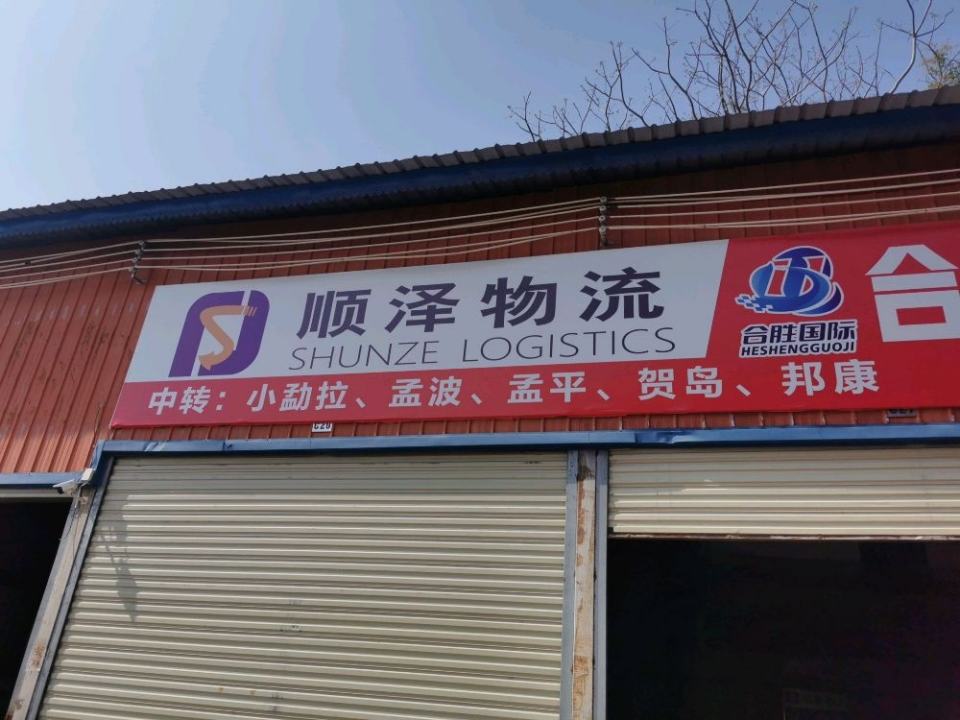 顺泽物流
SHUNZE LOGISTICS
中转：小勐拉、孟波、孟平、贺岛、邦康
合胜国际
HESHENGGUOJI
合
C28